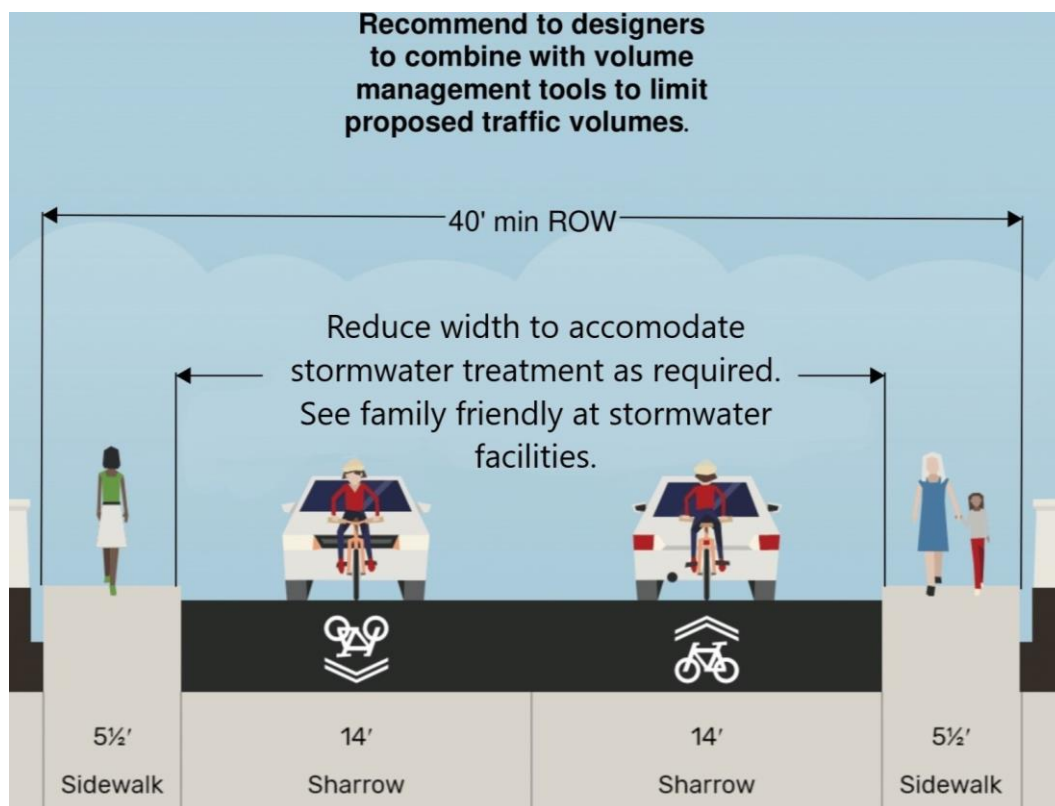 Recommend to designers
to combine with volume
management tools to limit
proposed traffic volumes.
40' min ROW
Reduce width to accomodate
stormwater treatment as required.
See family friendly at stormwater
facilities.
5½′ 14′ 14′ 5½′
Sidewalk Sharrow Sharrow Sidewalk